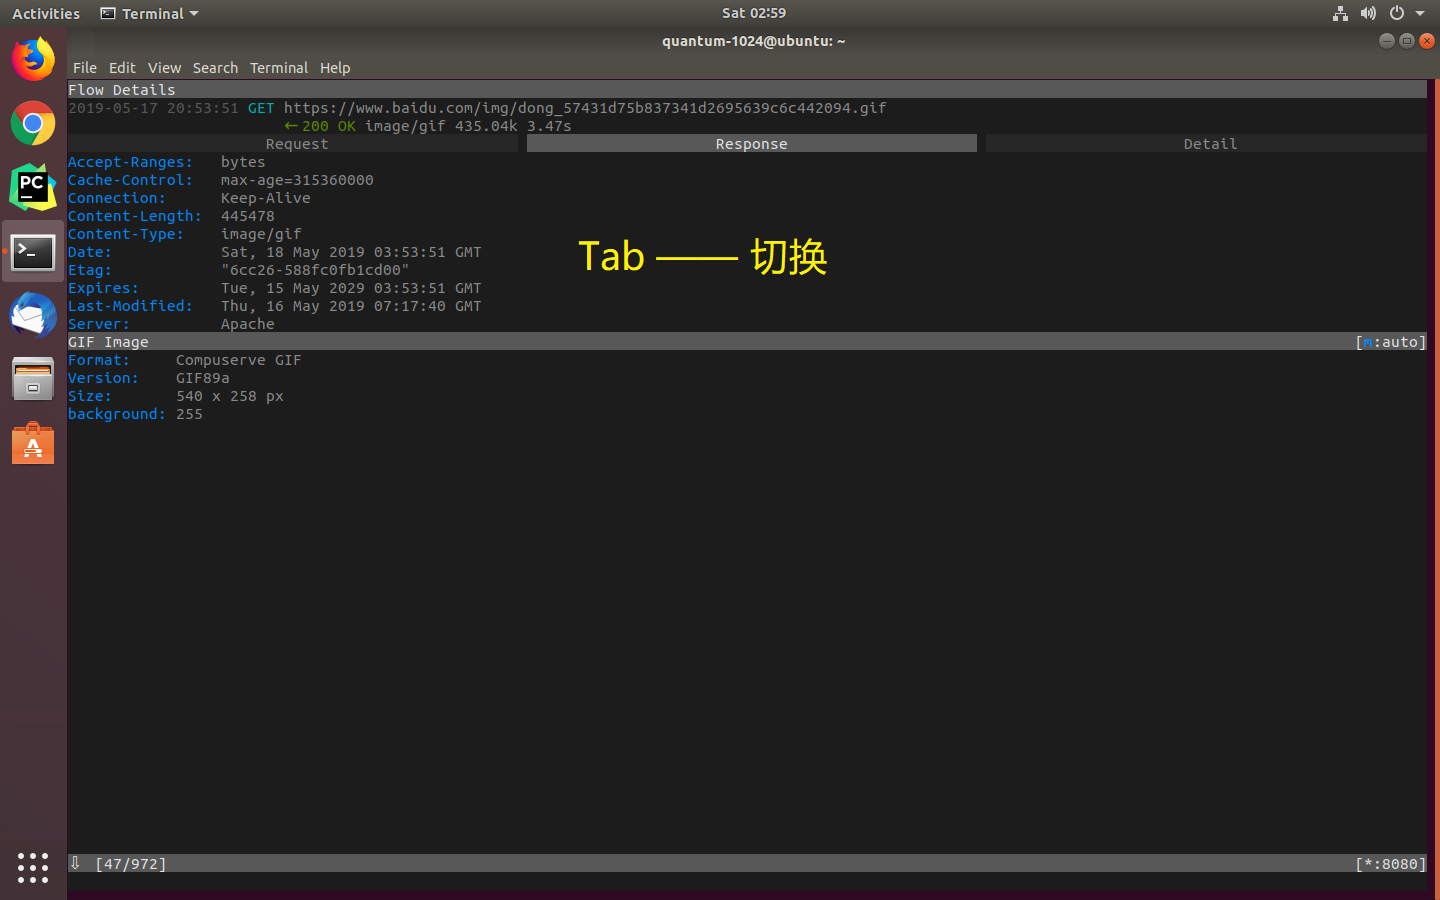 Activities Terminal Sat 02:59
quantum-1024@ubuntu: ~
File Edit View Search Terminal Help
Flow Details
2019-05-17 20:53:51 GET https://www.baidu.com/img/dong_57431d75b837341d2695639c6c442094.gif
← 200 OK image/gif 435.04k 3.47s
Request Response Detail
Accept-Ranges: bytes
Cache-Control: max-age=315360000
Connection: Keep-Alive
Content-Length: 445478
Content-Type: image/gif
Date: Sat, 18 May 2019 03:53:51 GMT
Etag: "6cc26-588fc0fb1cd00"
Expires: Tue, 15 May 2029 03:53:51 GMT
Last-Modified: Thu, 16 May 2019 07:17:40 GMT
Server: Apache
Tab —— 切换
GIF Image [m:auto]
Format: Compuserve GIF
Version: GIF89a
Size: 540 x 258 px
background: 255
⇩ [47/972] [*:8080]
PC